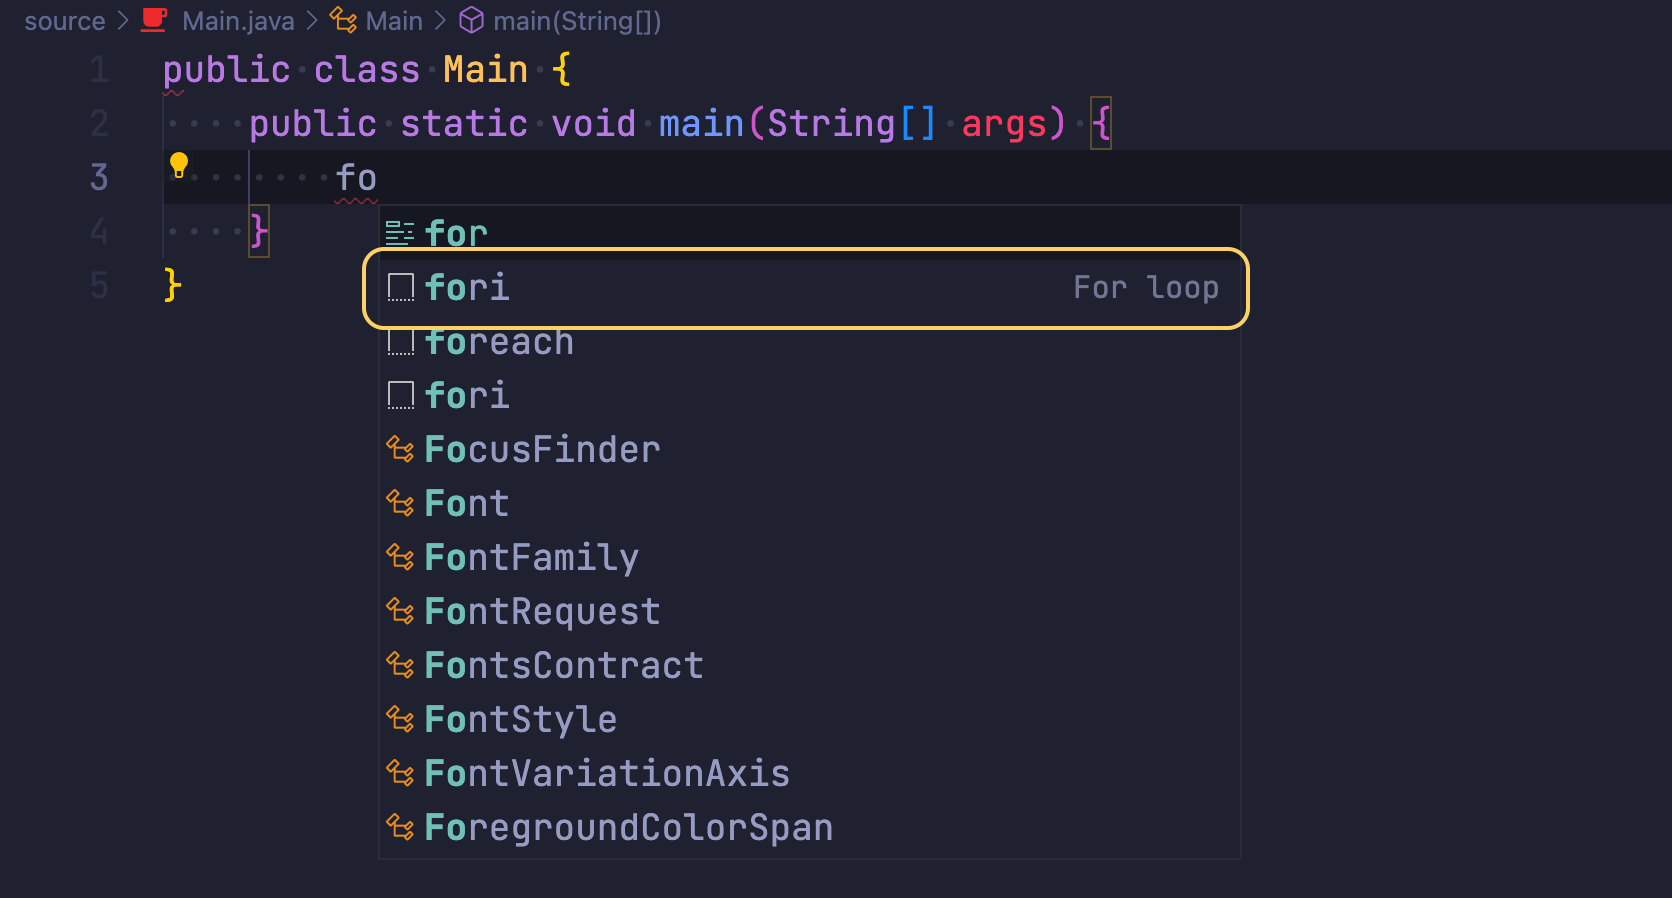 source > Main.java > Main > main(String[])
1 public class Main {
2 public static void main(String[] args) {
3 fo
4 }
5 }
for
fori For loop
foreach
fori
FocusFinder
Font
FontFamily
FontRequest
FontsContract
FontStyle
FontVariationAxis
ForegroundColorSpan